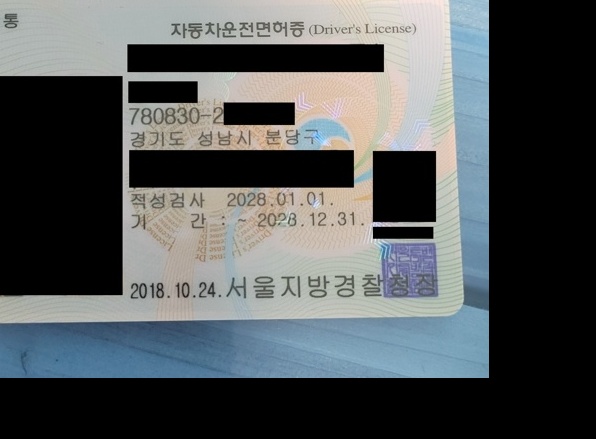 통
자동차운전면허증 (Driver's License)
780830-2
경기도 성남시 분당구
적성검사 2028.01.01.
기 간 : ~ 2028.12.31.
2018.10.24. 서울지방경찰청장